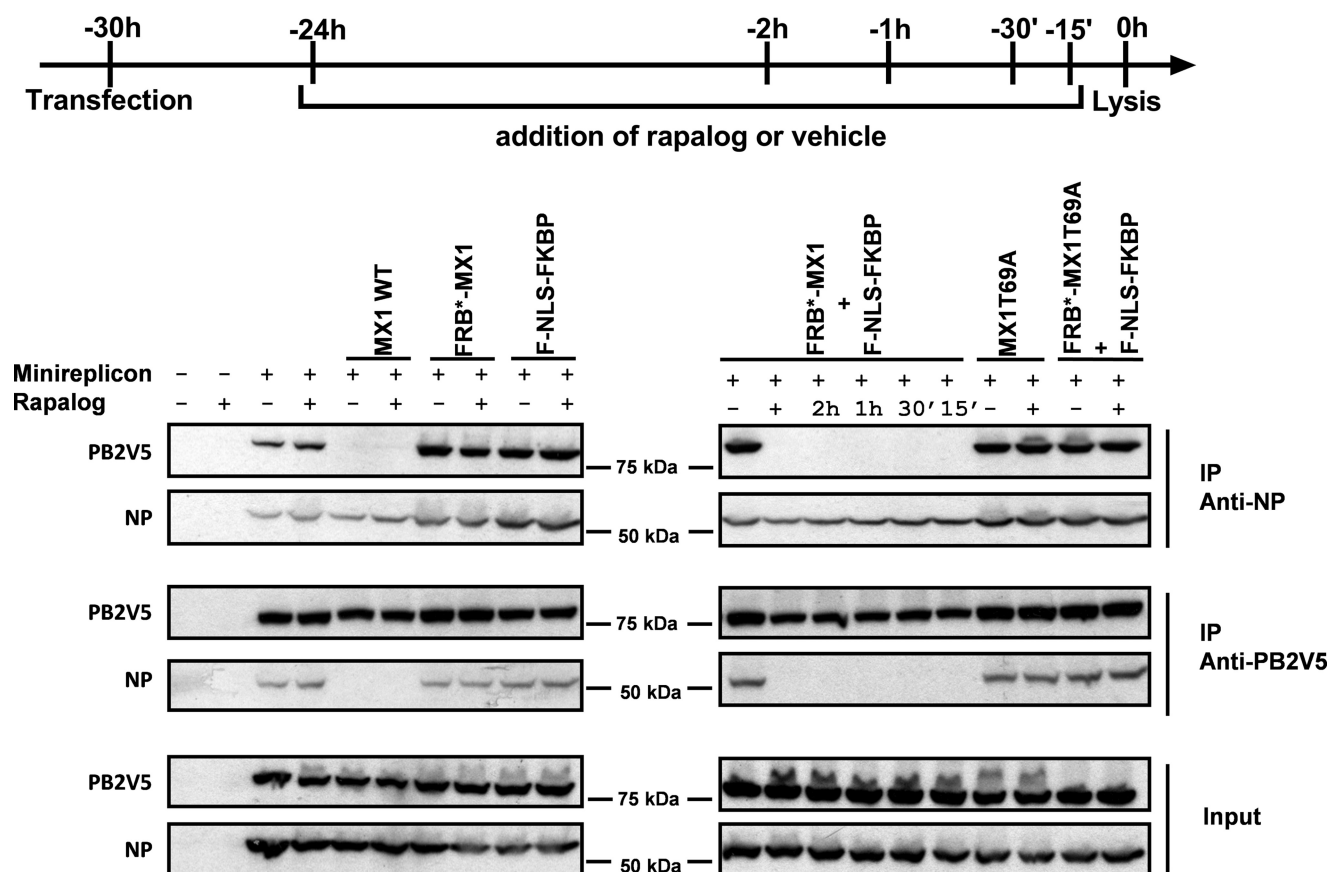 -30h -24h -2h -1h -30' -15' 0h
Transfection
Lysis
addition of rapalog or vehicle
MX1 WT
FRB*-MX1
F-NLS-FKBP
FRB*-MX1
+
F-NLS-FKBP
MX1T69A
FRB*-MX1T69A
+
F-NLS-FKBP
Minireplicon – – + + + + + + + + + + + + + + + + + +
Rapalog – + – + – + – + – + – + 2h 1h 30' 15' – + – +
PB2V5
75 kDa
NP
50 kDa
IP
Anti-NP
PB2V5
75 kDa
NP
50 kDa
IP
Anti-PB2V5
PB2V5
75 kDa
NP
50 kDa
Input